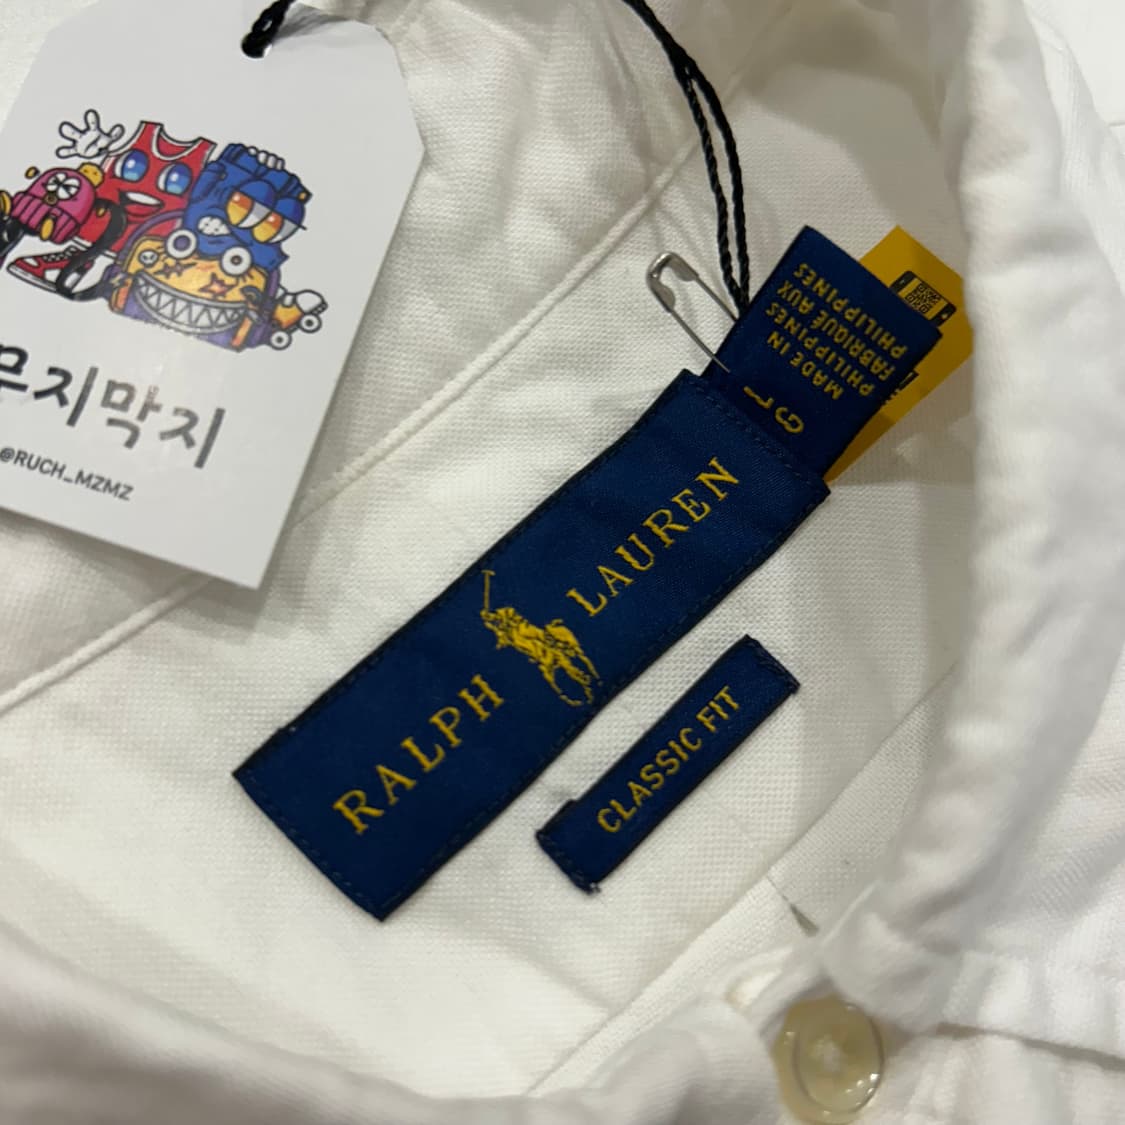 무지막지
@RUCH_MZMZ
MADE IN
PHILIPPINES
FABRIQUÉ AUX
PHILIPPINES
RALPH LAUREN
CLASSIC FIT